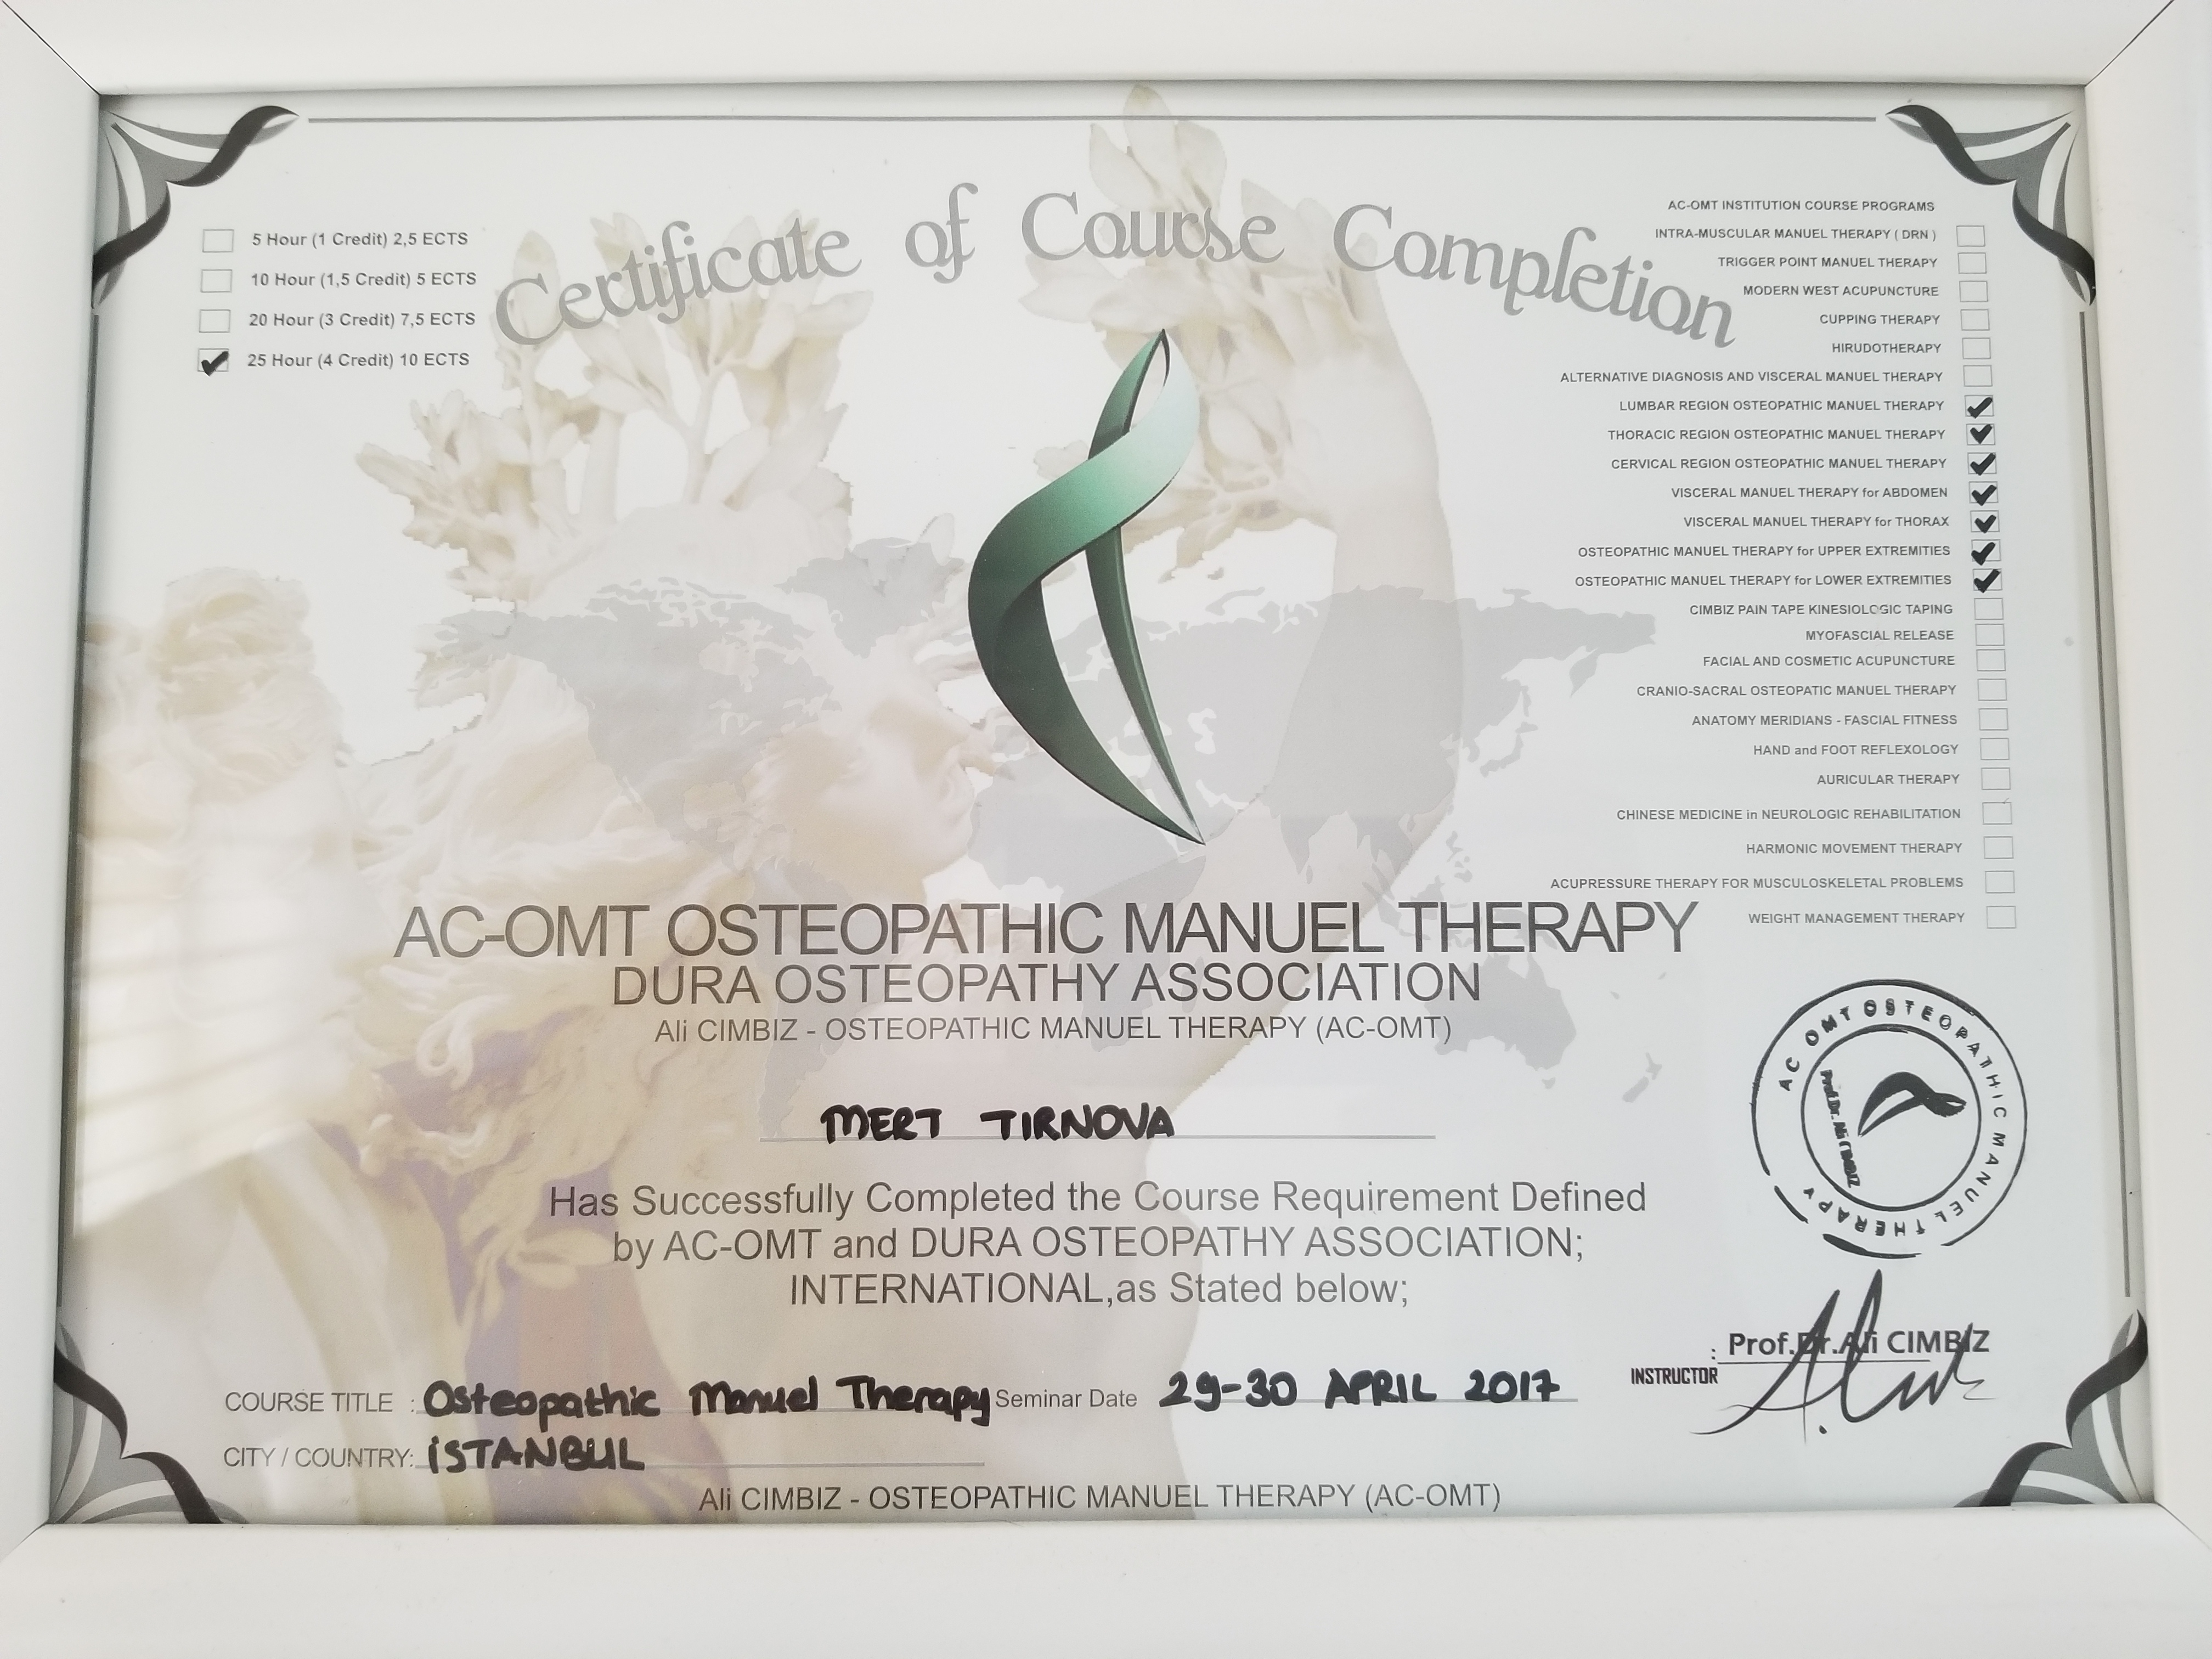 Certificate of Course Completion
5 Hour (1 Credit) 2,5 ECTS
10 Hour (1,5 Credit) 5 ECTS
20 Hour (3 Credit) 7,5 ECTS
25 Hour (4 Credit) 10 ECTS
AC-OMT INSTITUTION COURSE PROGRAMS
INTRA-MUSCULAR MANUEL THERAPY ( DRN )
TRIGGER POINT MANUEL THERAPY
MODERN WEST ACUPUNCTURE
CUPPING THERAPY
HIRUDOTHERAPY
ALTERNATIVE DIAGNOSIS AND VISCERAL MANUEL THERAPY
LUMBAR REGION OSTEOPATHIC MANUEL THERAPY
THORACIC REGION OSTEOPATHIC MANUEL THERAPY
CERVICAL REGION OSTEOPATHIC MANUEL THERAPY
VISCERAL MANUEL THERAPY for ABDOMEN
VISCERAL MANUEL THERAPY for THORAX
OSTEOPATHIC MANUEL THERAPY for UPPER EXTREMITIES
OSTEOPATHIC MANUEL THERAPY for LOWER EXTREMITIES
CIMBIZ PAIN TAPE KINESIOLOGIC TAPING
MYOFASCIAL RELEASE
FACIAL AND COSMETIC ACUPUNCTURE
CRANIO-SACRAL OSTEOPATIC MANUEL THERAPY
ANATOMY MERIDIANS - FASCIAL FITNESS
HAND and FOOT REFLEXOLOGY
AURICULAR THERAPY
CHINESE MEDICINE in NEUROLOGIC REHABILITATION
HARMONIC MOVEMENT THERAPY
ACUPRESSURE THERAPY FOR MUSCULOSKELETAL PROBLEMS
WEIGHT MANAGEMENT THERAPY
AC-OMT OSTEOPATHIC MANUEL THERAPY
DURA OSTEOPATHY ASSOCIATION
Ali CIMBIZ - OSTEOPATHIC MANUEL THERAPY (AC-OMT)
MERT TIRNOVA
Has Successfully Completed the Course Requirement Defined
by AC-OMT and DURA OSTEOPATHY ASSOCIATION;
INTERNATIONAL,as Stated below;
AC OMT OSTEOPATHIC MANUEL THERAPY
Prof.Dr. Ali CIMBIZ
COURSE TITLE : Osteopathic Manuel Therapy Seminar Date 29-30 APRIL 2017
CITY / COUNTRY: iSTANBUL
INSTRUCTOR : Prof.Dr.Ali CIMBIZ
Ali CIMBIZ - OSTEOPATHIC MANUEL THERAPY (AC-OMT)